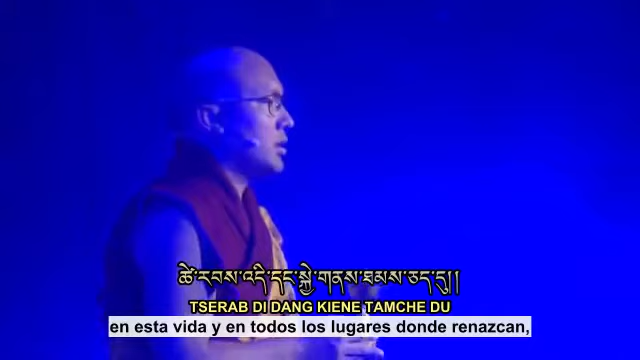 ཚེ་རབས་འདི་དང་སྐྱེ་གནས་ཐམས་ཅད་དུ།།
TSERAB DI DANG KIENE TAMCHE DU
en esta vida y en todos los lugares donde renazcan,